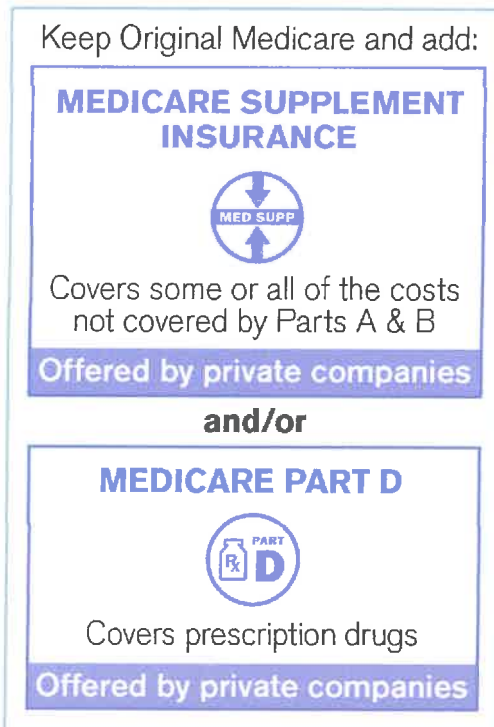 Keep Original Medicare and add:
MEDICARE SUPPLEMENT
INSURANCE
MED SUPP
Covers some or all of the costs
not covered by Parts A & B
Offered by private companies
and/or
MEDICARE PART D
PART
Rx D
Covers prescription drugs
Offered by private companies